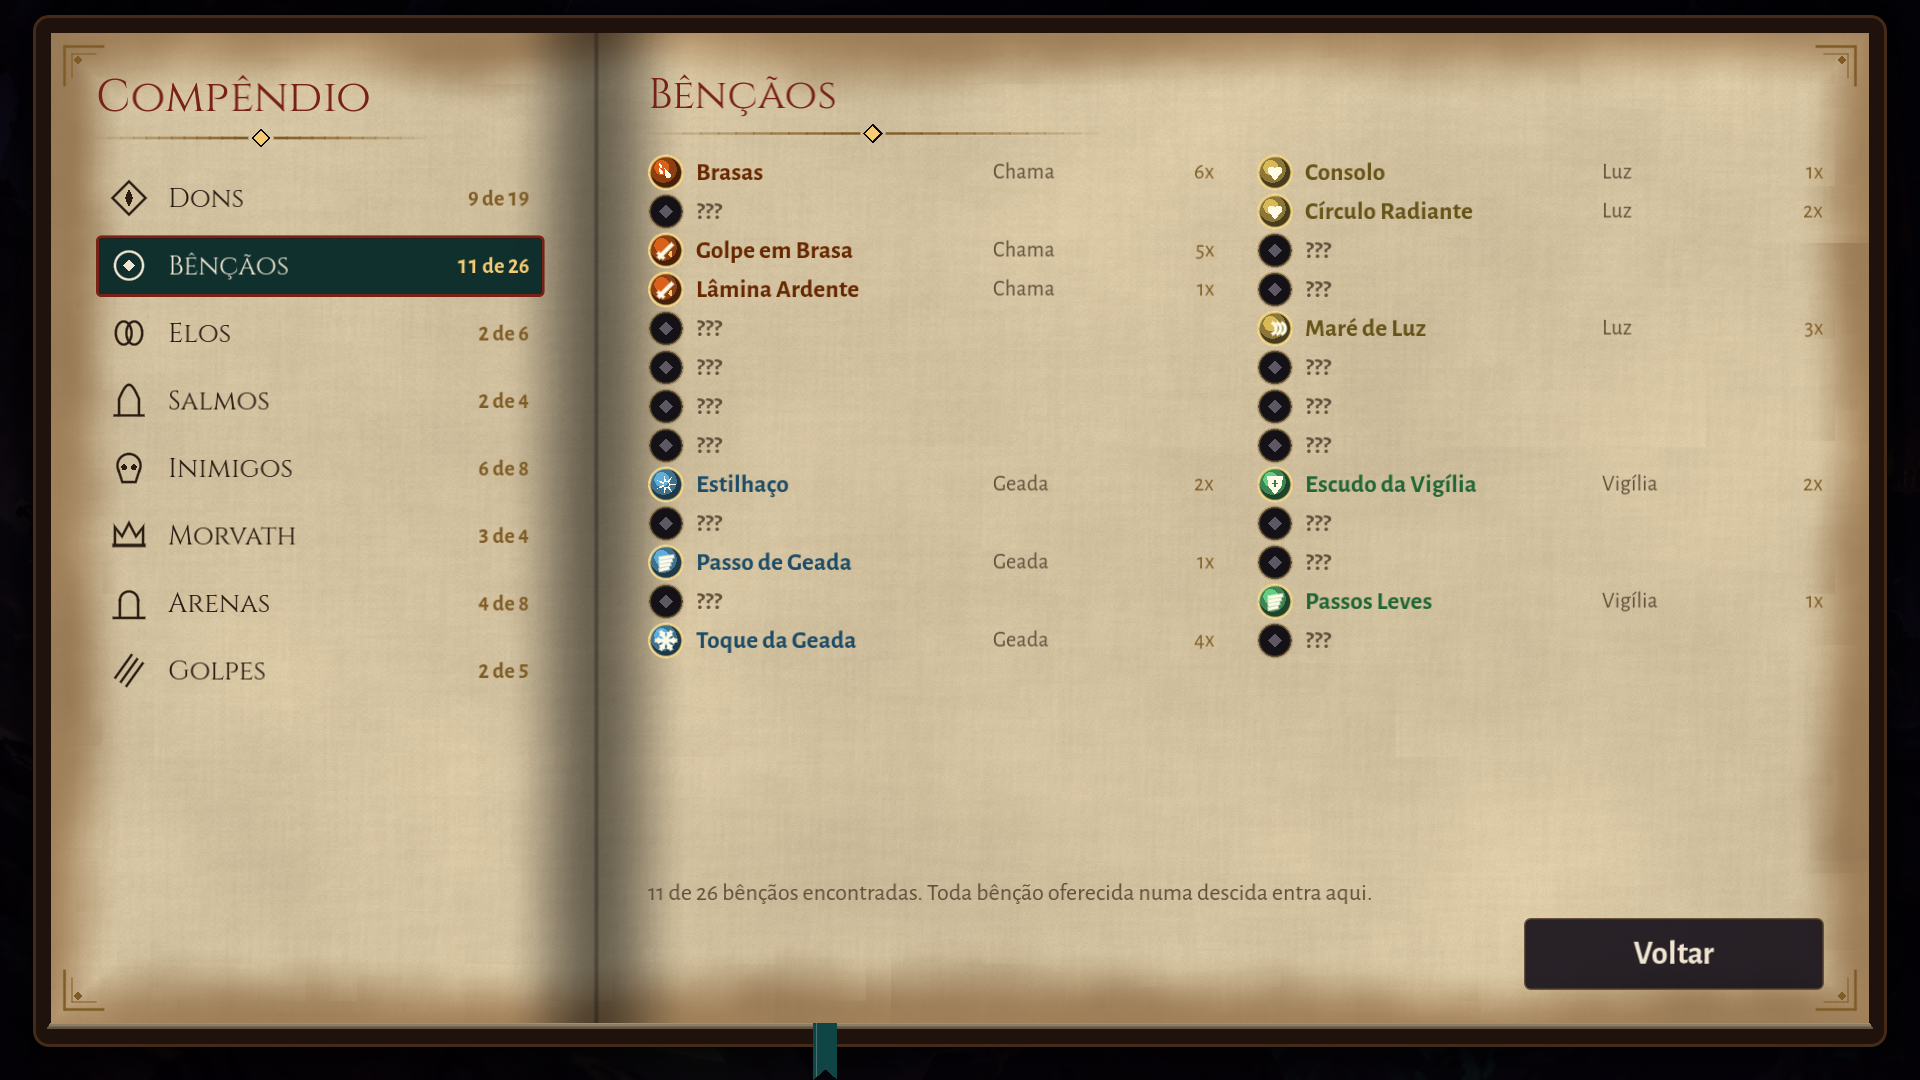 Compêndio
Dons 9 de 19
Bênçãos 11 de 26
Elos 2 de 6
Salmos 2 de 4
Inimigos 6 de 8
Morvath 3 de 4
Arenas 4 de 8
Golpes 2 de 5
Bênçãos
Brasas Chama 6x
???
Golpe em Brasa Chama 5x
Lâmina Ardente Chama 1x
???
???
???
???
Estilhaço Geada 2x
???
Passo de Geada Geada 1x
???
Toque da Geada Geada 4x
Consolo Luz 1x
Círculo Radiante Luz 2x
???
???
Maré de Luz Luz 3x
???
???
???
Escudo da Vigília Vigília 2x
???
???
Passos Leves Vigília 1x
???
11 de 26 bênçãos encontradas. Toda bênção oferecida numa descida entra aqui.
Voltar